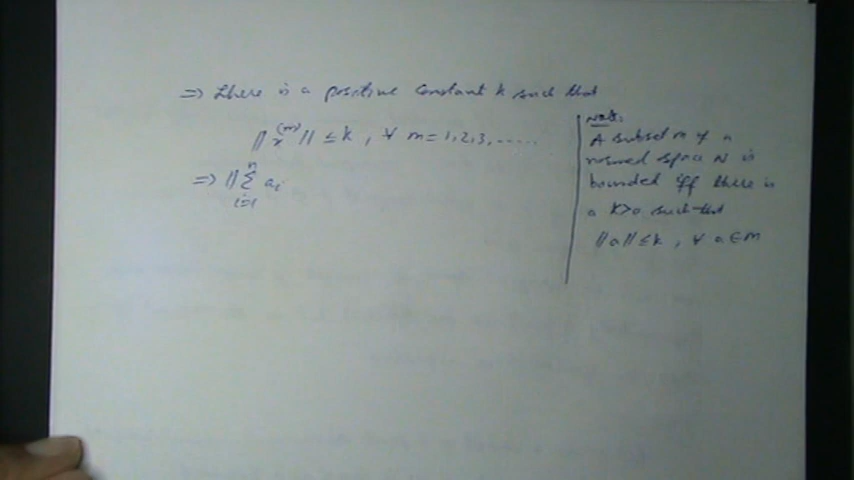 => there is a positive constant k such that
||x^(m)|| ≤ k , ∀ m=1,2,3, .....
=> ||∑_{i=1}^{n} a_i
Note:
A subset M of a
normed space N is
bounded iff there is
a K>0 such that
||a|| ≤ k , ∀ a ∈ M